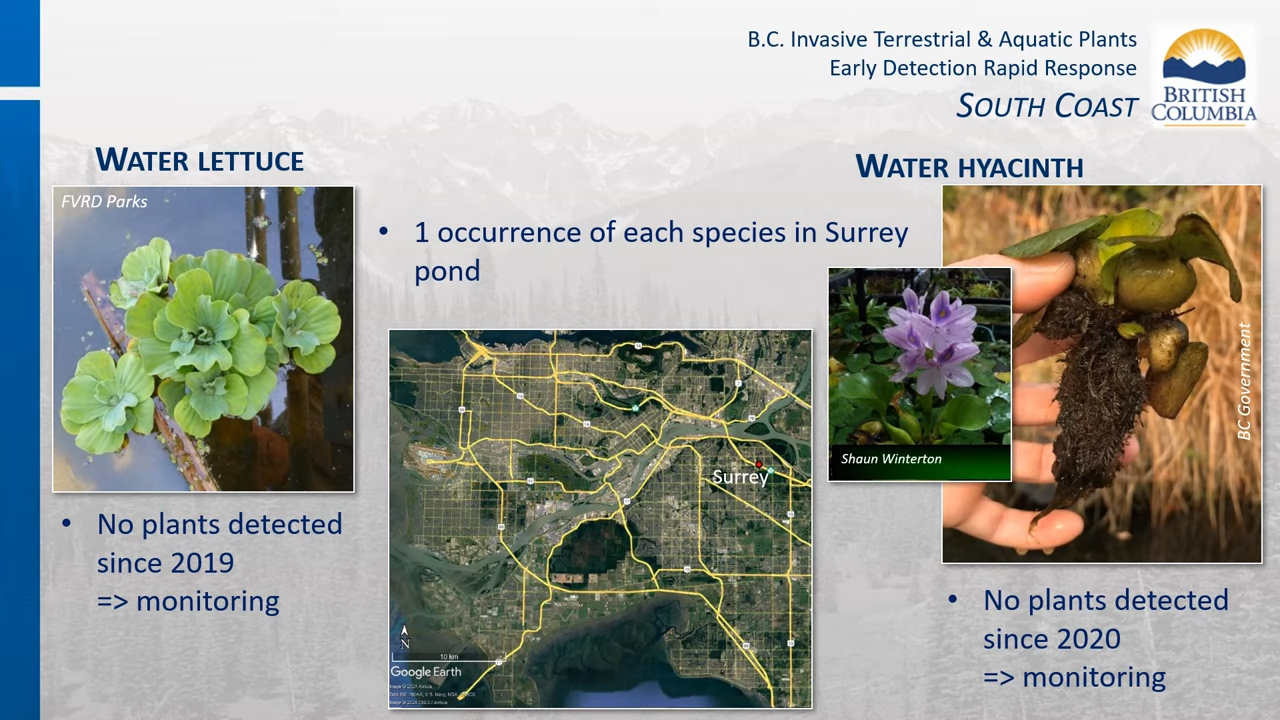 B.C. Invasive Terrestrial & Aquatic Plants
Early Detection Rapid Response
SOUTH COAST
BRITISH
COLUMBIA
WATER LETTUCE
WATER HYACINTH
FVRD Parks
• 1 occurrence of each species in Surrey
pond
Shaun Winterton
BC Government
Surrey
N
10 km
Google Earth
• No plants detected
since 2019
=> monitoring
• No plants detected
since 2020
=> monitoring